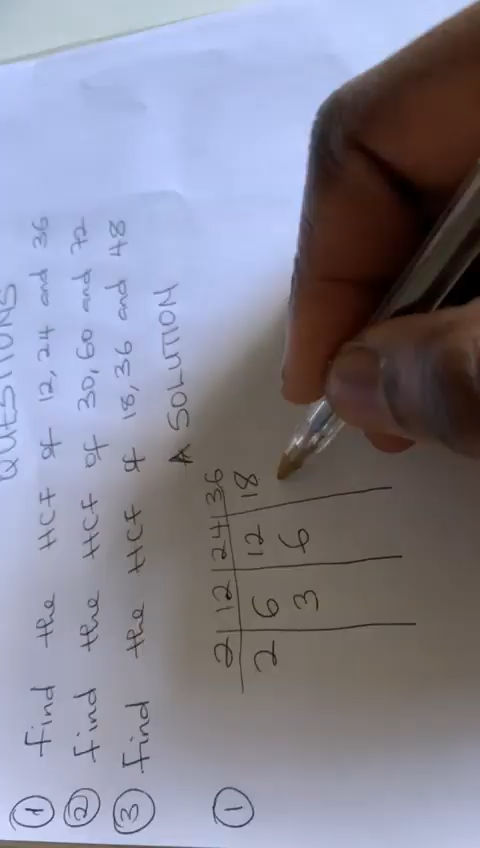 QUESTIONS
① find the HCF of 12, 24 and 36
② find the HCF of 30, 60 and 72
③ find the HCF of 18, 36 and 48
A SOLUTION
① 2 | 12 | 24 | 36
2 | 6 | 12 | 18
3 | 6